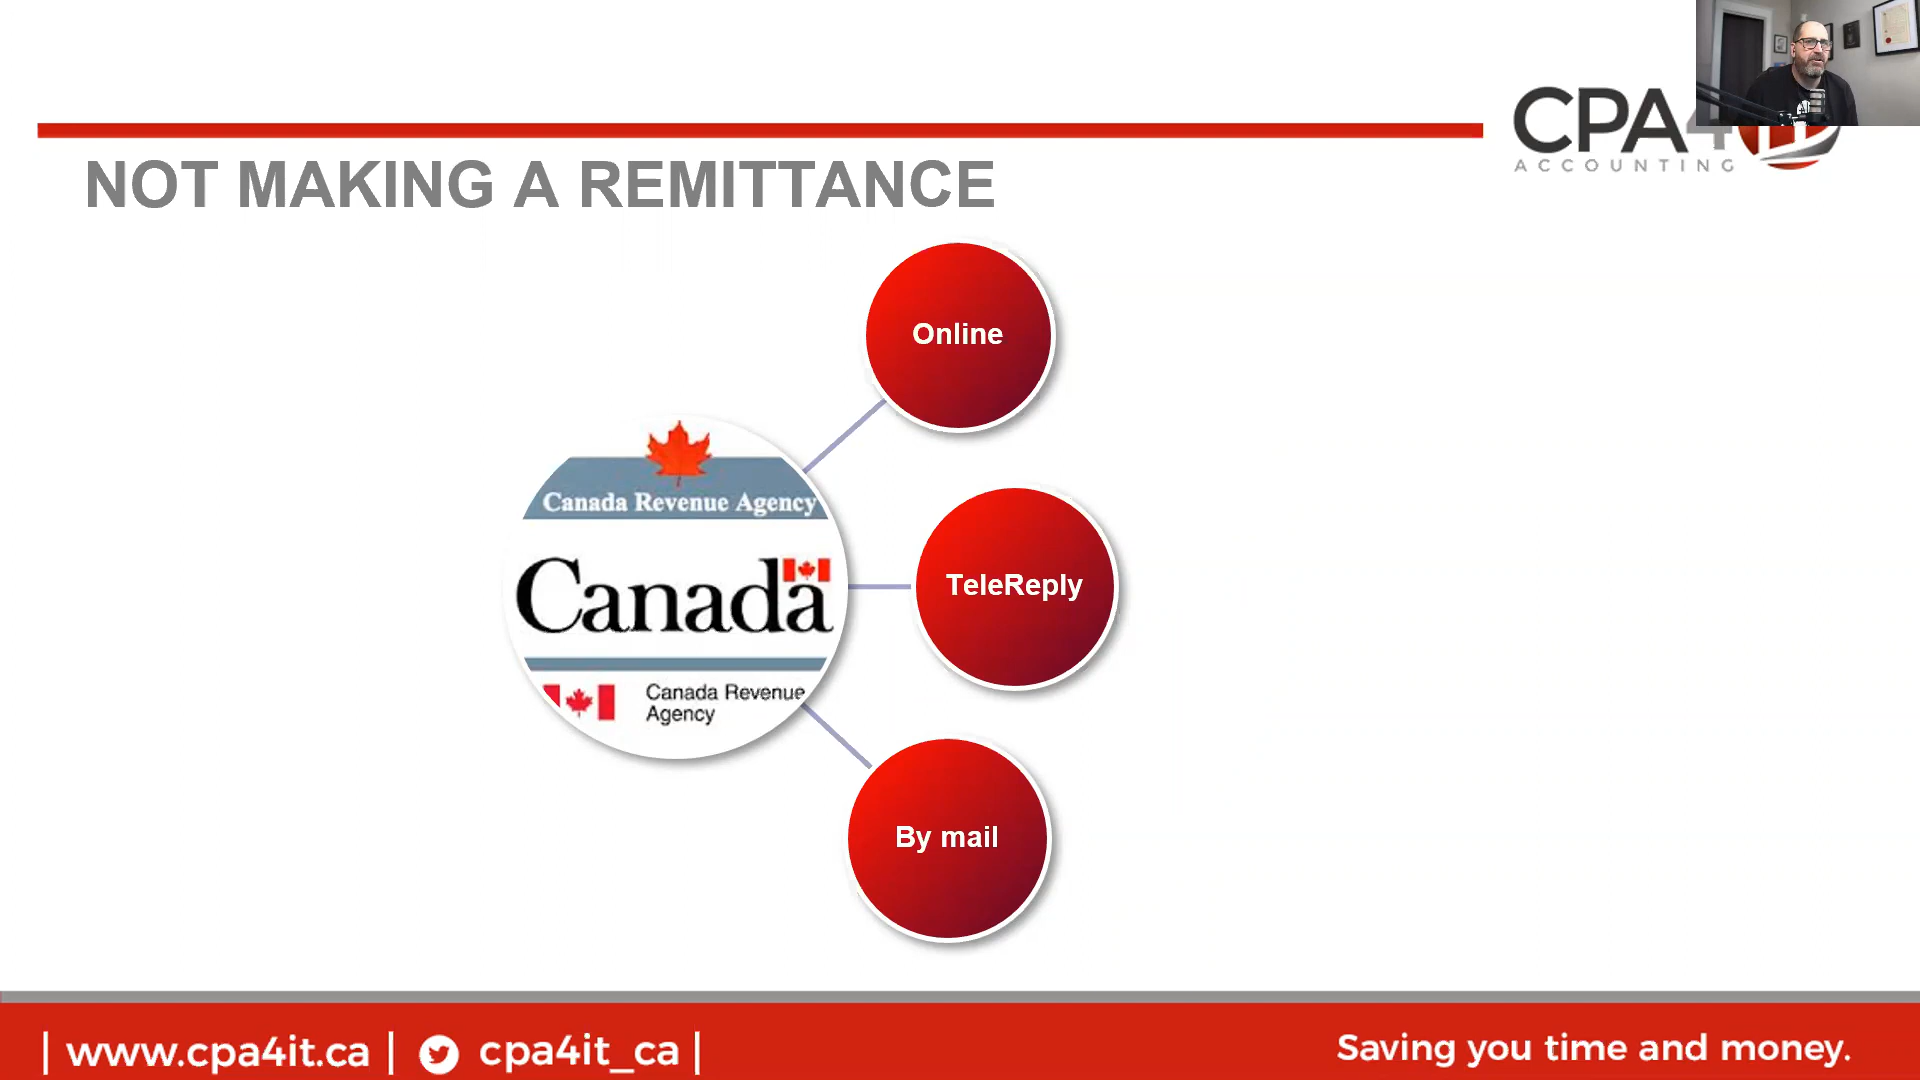 CPA4
ACCOUNTING
NOT MAKING A REMITTANCE
Online
Canada Revenue Agency
Canada
TeleReply
Canada Revenue
Agency
By mail
| www.cpa4it.ca | cpa4it_ca |
Saving you time and money.